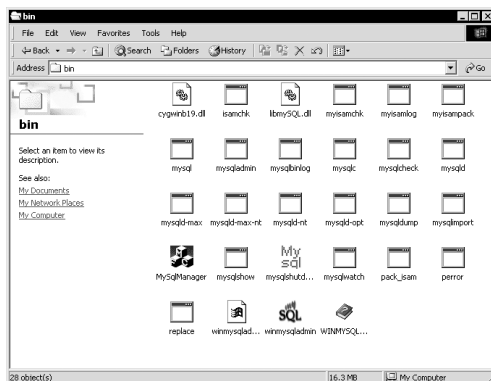 bin
File Edit View Favorites Tools Help
Back Search Folders History
Address bin Go
bin
Select an item to view its
description.
See also:
My Documents
My Network Places
My Computer
cygwinb19.dll isamchk libmySQL.dll myisamchk myisamlog myisampack
mysql mysqladmin mysqlbinlog mysqlc mysqlcheck mysqld
mysqld-max mysqld-max-nt mysqld-nt mysqld-opt mysqldump mysqlimport
My
sql
MySqlManager mysqlshow mysqlshutd... mysqlwatch pack_isam perror
My
SQL
replace winmysqlad... winmysqladmin WINMYSQL...
28 object(s) 16.3 MB My Computer